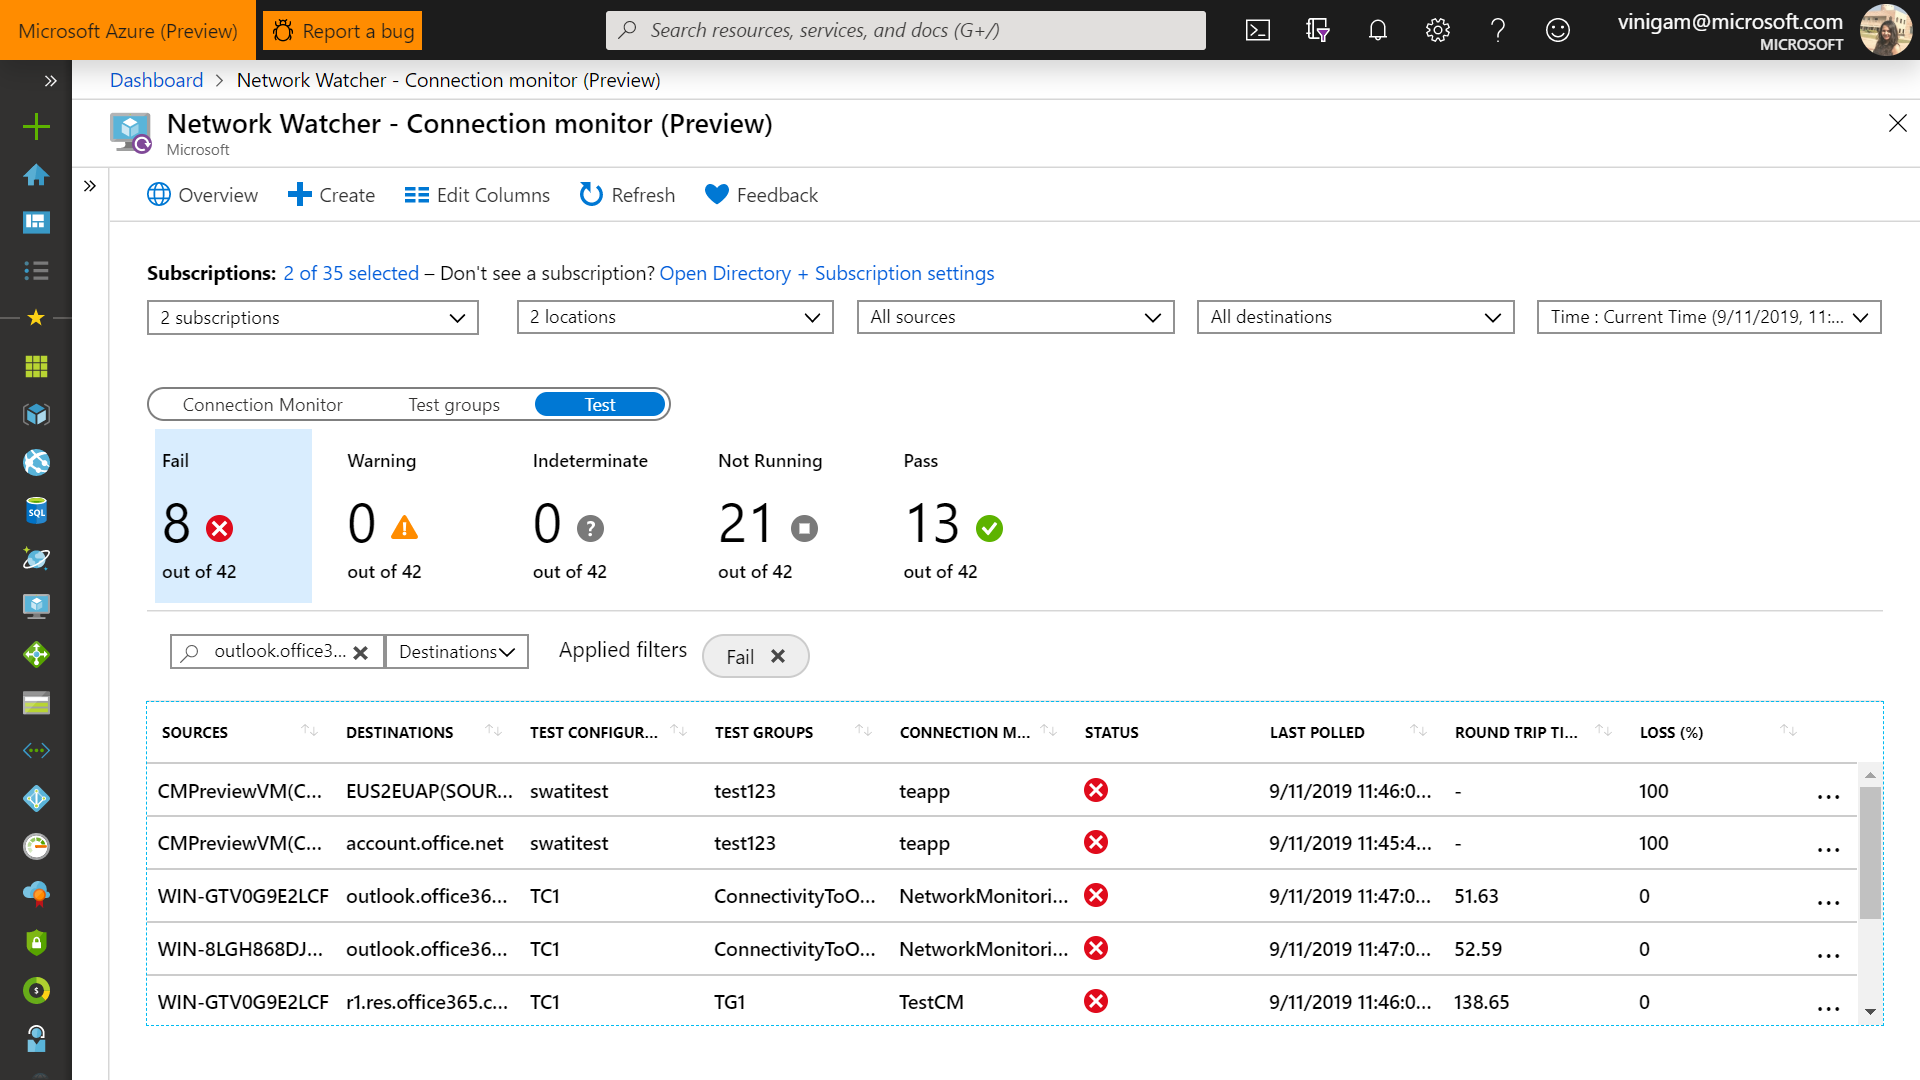 Microsoft Azure (Preview)
Report a bug
Search resources, services, and docs (G+/)
vinigam@microsoft.com
MICROSOFT
Dashboard > Network Watcher - Connection monitor (Preview)
Network Watcher - Connection monitor (Preview)
Microsoft
Overview
Create
Edit Columns
Refresh
Feedback
Subscriptions: 2 of 35 selected – Don't see a subscription? Open Directory + Subscription settings
2 subscriptions
2 locations
All sources
All destinations
Time : Current Time (9/11/2019, 11:...
Connection Monitor
Test groups
Test
Fail
Warning
Indeterminate
Not Running
Pass
8
0
0
21
13
out of 42
out of 42
out of 42
out of 42
out of 42
outlook.office3...
Destinations
Applied filters
Fail
SOURCES DESTINATIONS TEST CONFIGUR... TEST GROUPS CONNECTION M... STATUS LAST POLLED ROUND TRIP TI... LOSS (%)
CMPreviewVM(C... EUS2EUAP(SOUR... swatitest test123 teapp 9/11/2019 11:46:0... - 100 ...
CMPreviewVM(C... account.office.net swatitest test123 teapp 9/11/2019 11:45:4... - 100 ...
WIN-GTV0G9E2LCF outlook.office36... TC1 ConnectivityToO... NetworkMonitori... 9/11/2019 11:47:0... 51.63 0 ...
WIN-8LGH868DJ... outlook.office36... TC1 ConnectivityToO... NetworkMonitori... 9/11/2019 11:47:0... 52.59 0 ...
WIN-GTV0G9E2LCF r1.res.office365.c... TC1 TG1 TestCM 9/11/2019 11:46:0... 138.65 0 ...
SQL